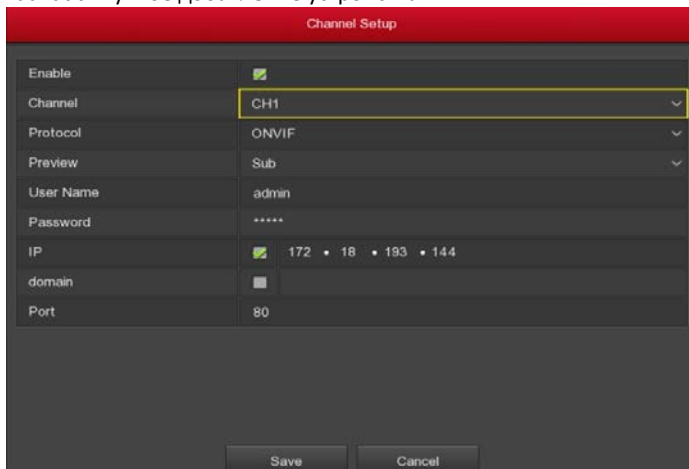 Channel Setup
Enable
Channel CH1
Protocol ONVIF
Preview Sub
User Name admin
Password *****
IP 172 • 18 • 193 • 144
domain
Port 80
Save Cancel